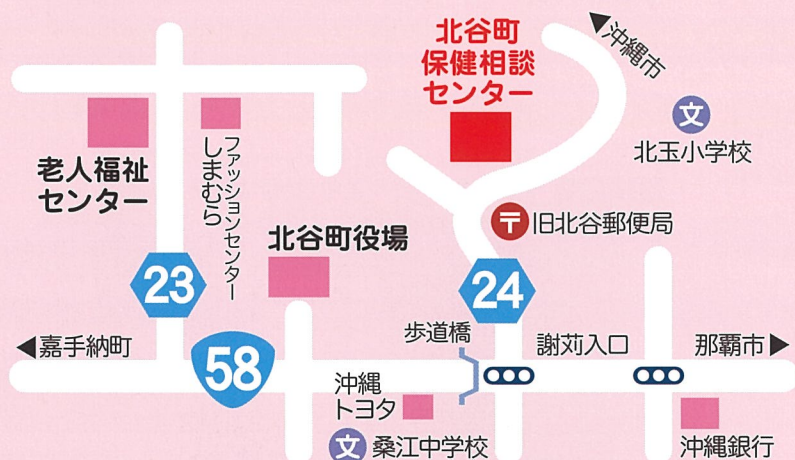 北谷町
保健相談
センター
◀沖縄市
文
北玉小学校
老人福祉
センター
ファッションセンター
しまむら
北谷町役場
〒旧北谷郵便局
23
24
◀嘉手納町
58
歩道橋
謝苅入口
那覇市▶
沖縄
トヨタ
文 桑江中学校
沖縄銀行